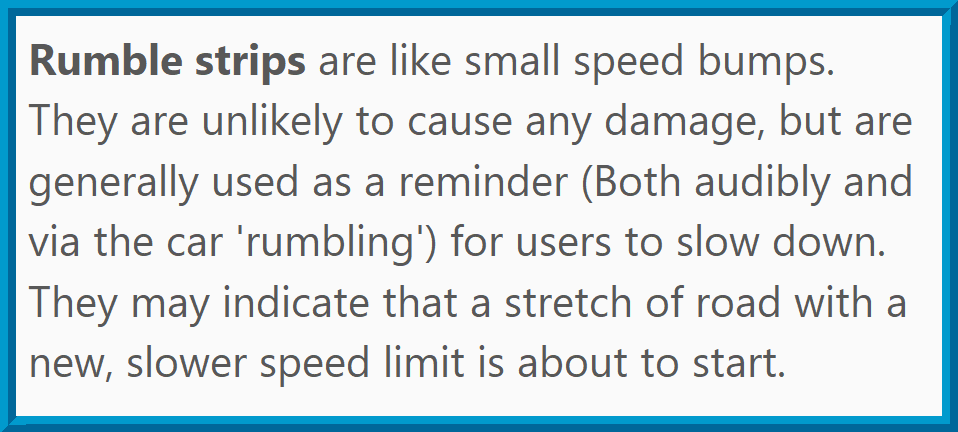 Rumble strips are like small speed bumps.
They are unlikely to cause any damage, but are
generally used as a reminder (Both audibly and
via the car 'rumbling') for users to slow down.
They may indicate that a stretch of road with a
new, slower speed limit is about to start.